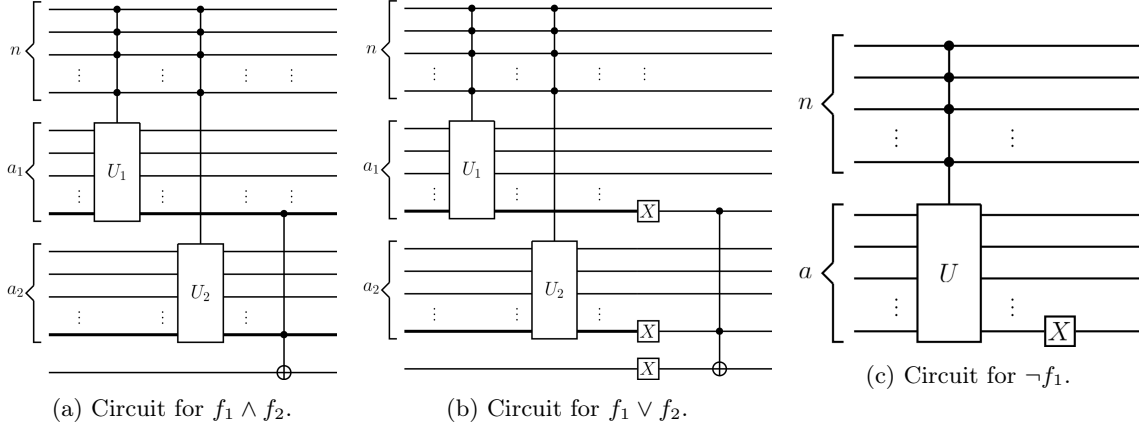 n
a₁
a₂
U₁
U₂
(a) Circuit for f₁ ∧ f₂.
n
a₁
a₂
U₁
U₂
X
X
X
(b) Circuit for f₁ ∨ f₂.
n
a
U
X
(c) Circuit for ¬f₁.